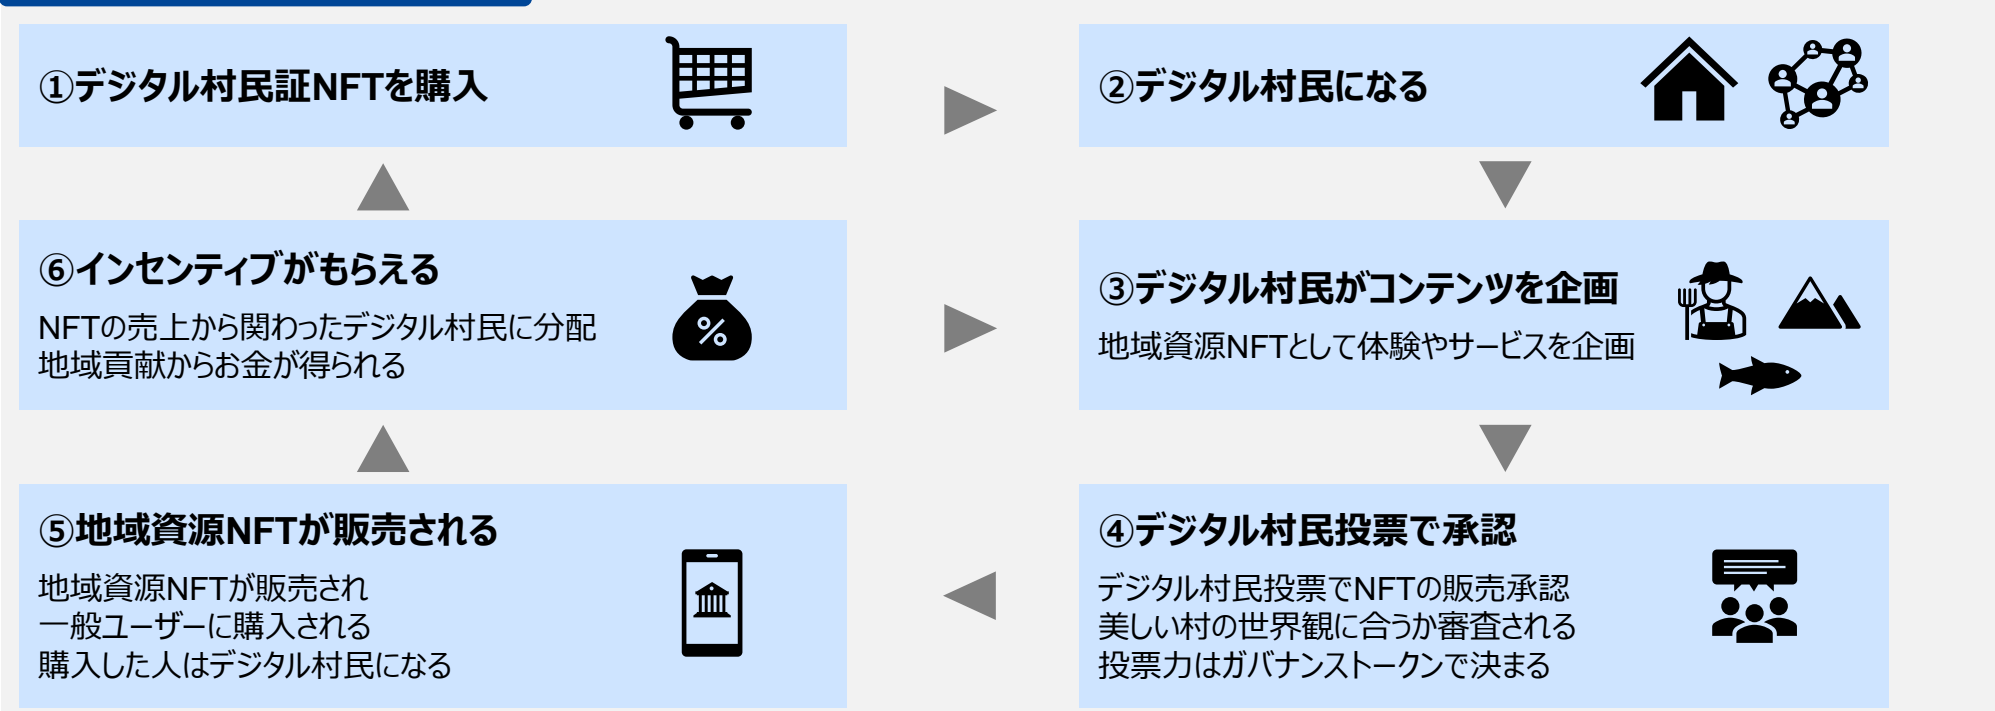 ①デジタル村民証NFTを購入
②デジタル村民になる
③デジタル村民がコンテンツを企画
地域資源NFTとして体験やサービスを企画
④デジタル村民投票で承認
デジタル村民投票でNFTの販売承認
美しい村の世界観に合うか審査される
投票力はガバナンストークンで決まる
⑤地域資源NFTが販売される
地域資源NFTが販売され
一般ユーザーに購入される
購入した人はデジタル村民になる
⑥インセンティブがもらえる
NFTの売上から関わったデジタル村民に分配
地域貢献からお金が得られる
%